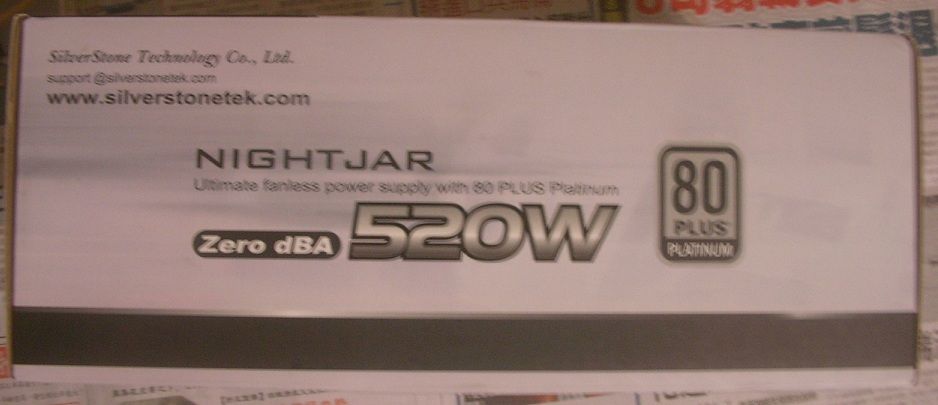 SilverStone Technology Co., Ltd.
support @silverstonetek.com
www.silverstonetek.com
NIGHTJAR
Ultimate fanless power supply with 80 PLUS Platinum
Zero dBA 520W
80
PLUS
PLATINUM